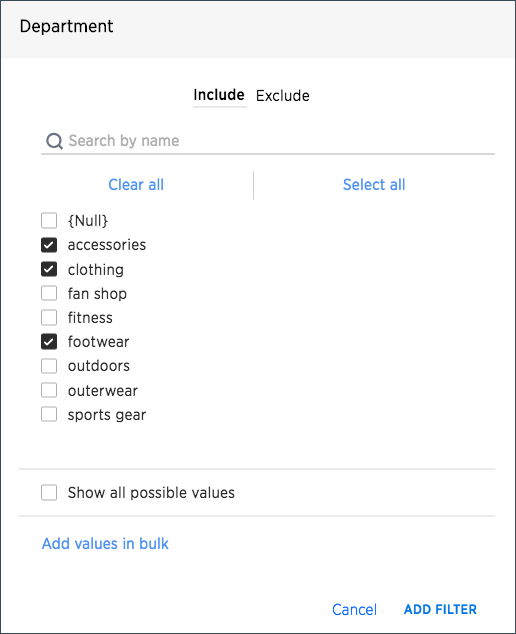 Department
Include Exclude
Search by name
Clear all Select all
{Null}
accessories
clothing
fan shop
fitness
footwear
outdoors
outerwear
sports gear
Show all possible values
Add values in bulk
Cancel ADD FILTER